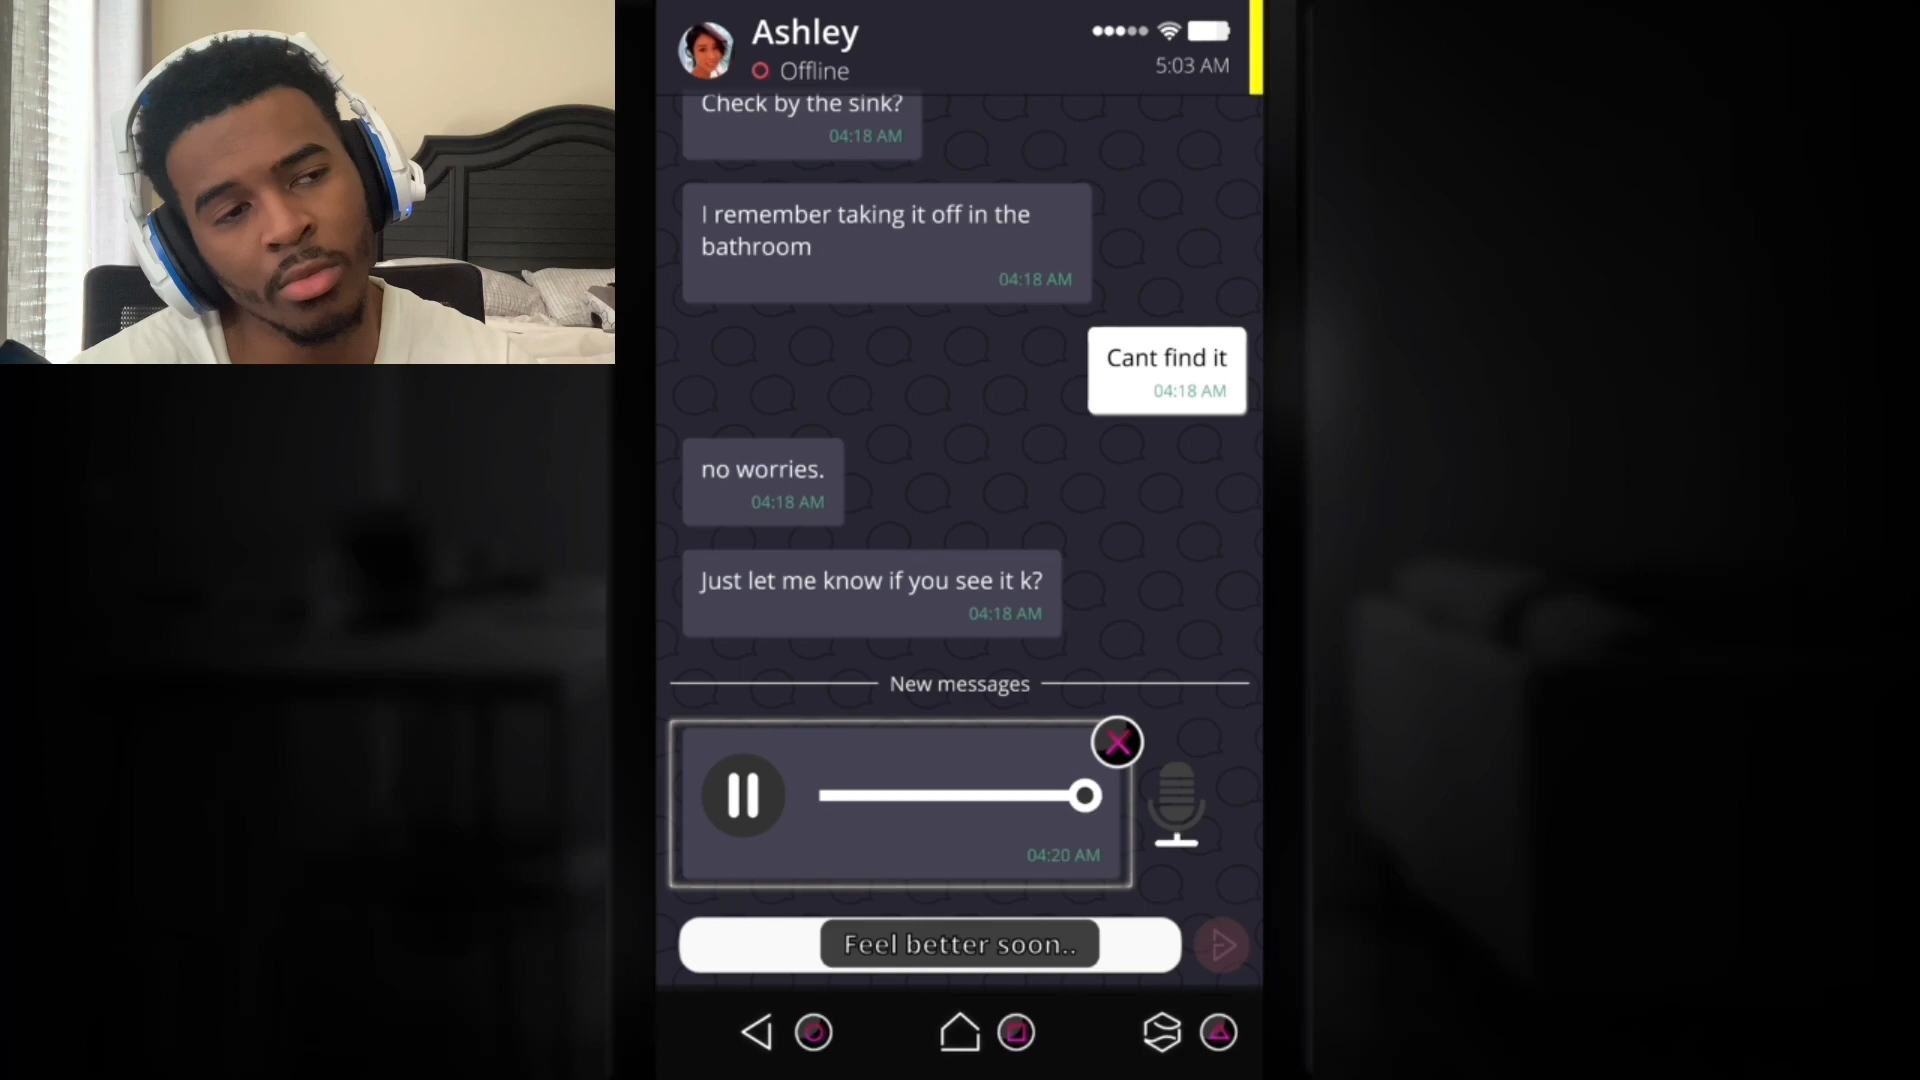 Ashley
Offline
5:03 AM
Check by the sink?
04:18 AM
I remember taking it off in the
bathroom
04:18 AM
Cant find it
04:18 AM
no worries.
04:18 AM
Just let me know if you see it k?
04:18 AM
New messages
04:20 AM
Feel better soon..